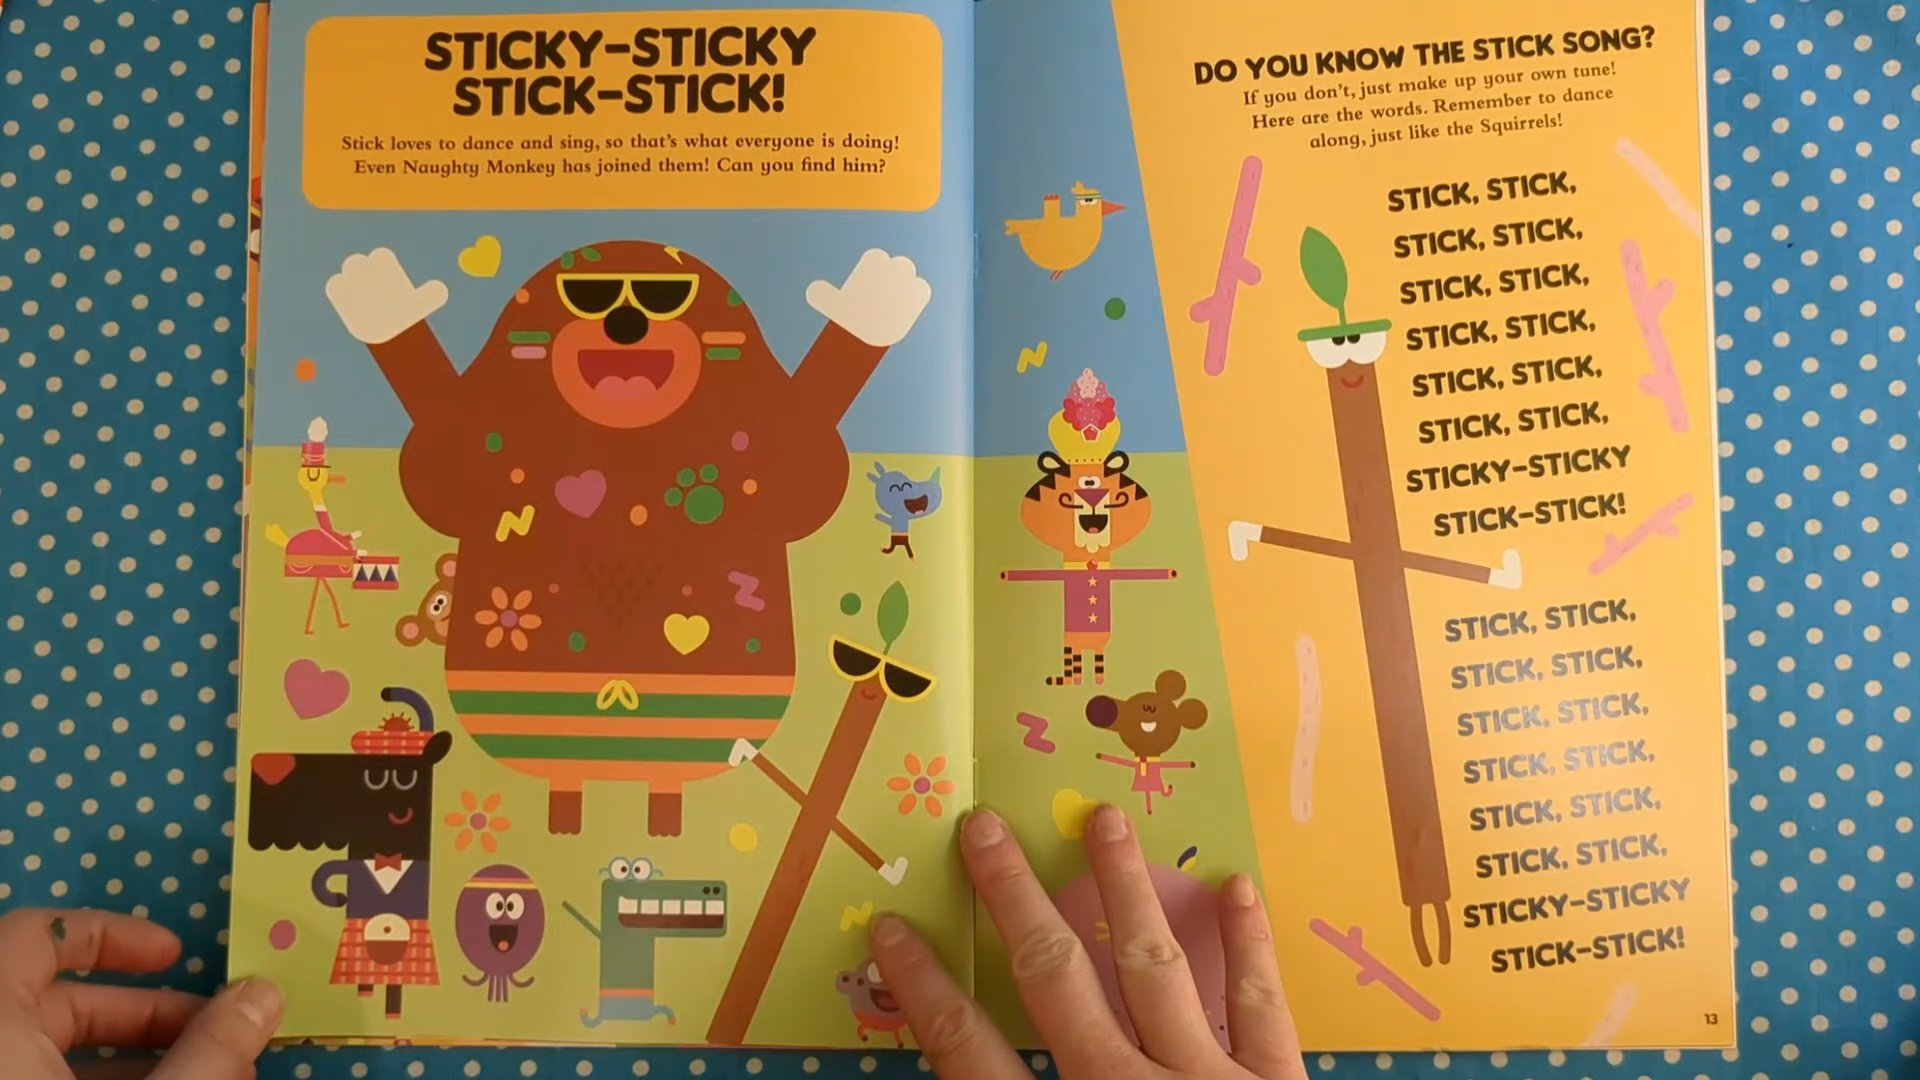 STICKY-STICKY
STICK-STICK!
Stick loves to dance and sing, so that's what everyone is doing!
Even Naughty Monkey has joined them! Can you find him?
DO YOU KNOW THE STICK SONG?
If you don't, just make up your own tune!
Here are the words. Remember to dance
along, just like the Squirrels!
STICK, STICK,
STICK, STICK,
STICK, STICK,
STICK, STICK,
STICK, STICK,
STICK, STICK,
STICKY-STICKY
STICK-STICK!
STICK, STICK,
STICK, STICK,
STICK, STICK,
STICK, STICK,
STICK, STICK,
STICK, STICK,
STICKY-STICKY
STICK-STICK!
13